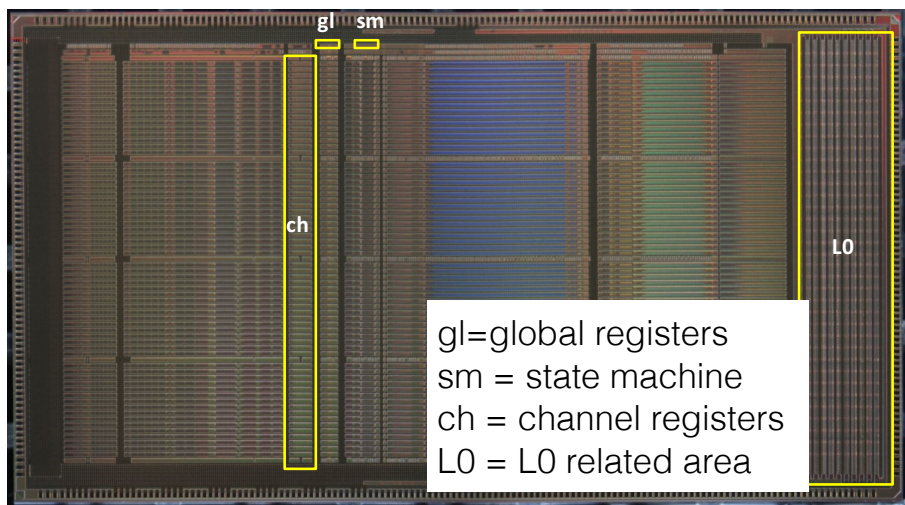 gl sm
ch
L0
gl=global registers
sm = state machine
ch = channel registers
L0 = L0 related area